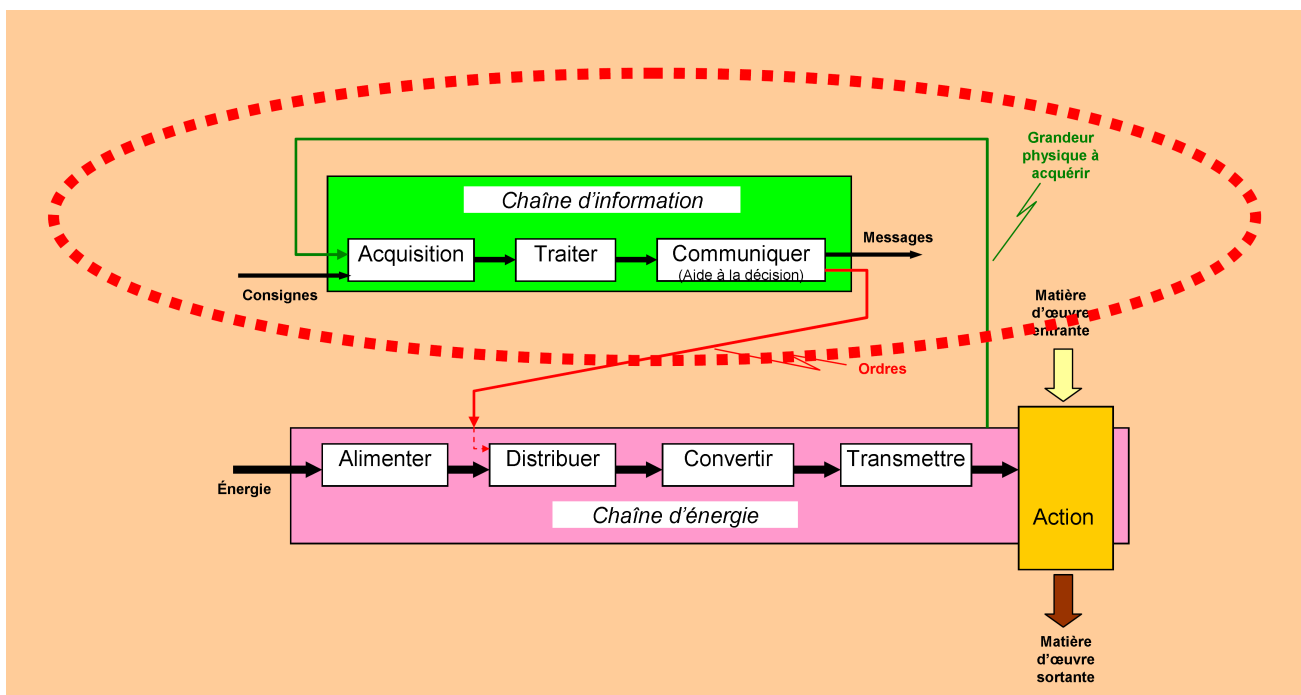 Grandeur
physique à
acquérir
Chaîne d'information
Acquisition
Traiter
Communiquer
(Aide à la décision)
Messages
Consignes
Matière
d'œuvre
entrante
Ordres
Alimenter
Distribuer
Convertir
Transmettre
Énergie
Chaîne d'énergie
Action
Matière
d'œuvre
sortante